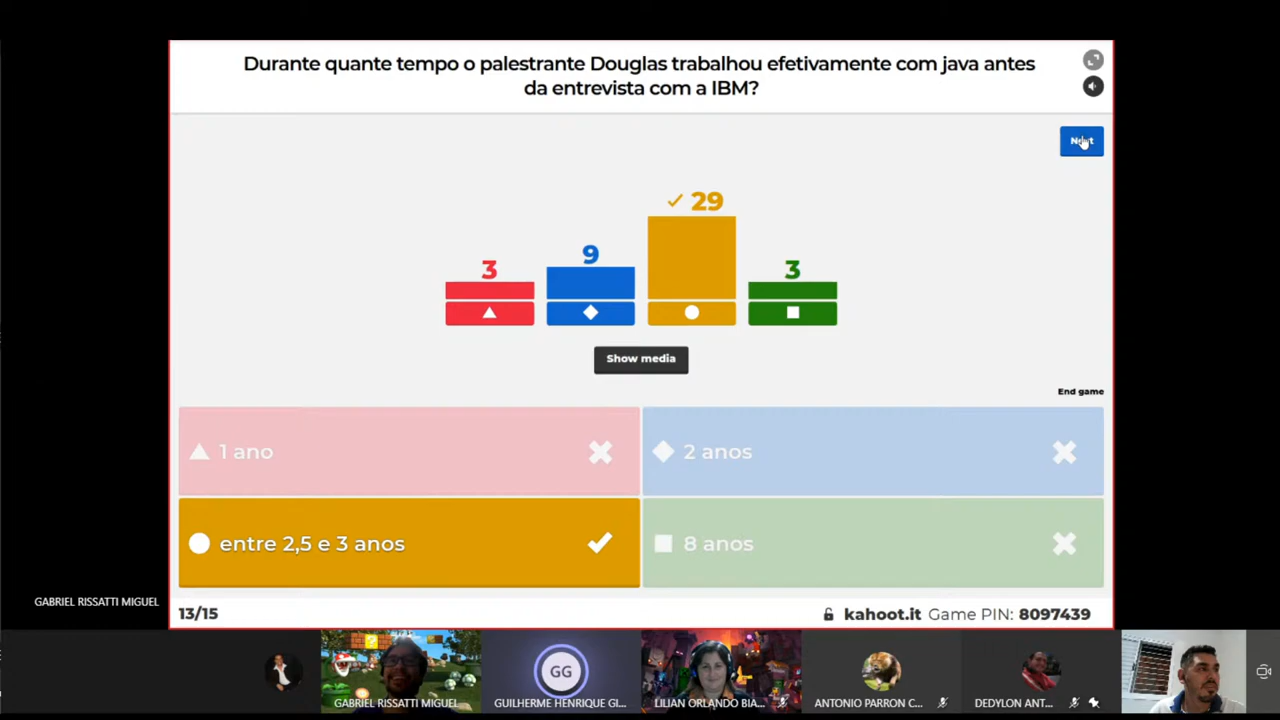 Durante quante tempo o palestrante Douglas trabalhou efetivamente com java antes
da entrevista com a IBM?
29
9
3
3
Show media
End game
1 ano
2 anos
entre 2,5 e 3 anos
8 anos
GABRIEL RISSATTI MIGUEL
13/15
kahoot.it Game PIN: 8097439
GG
GABRIEL RISSATTI MIGUEL
GUILHERME HENRIQUE GI...
LILIAN ORLANDO BIA...
ANTONIO PARRON C...
DEDYLON ANT...